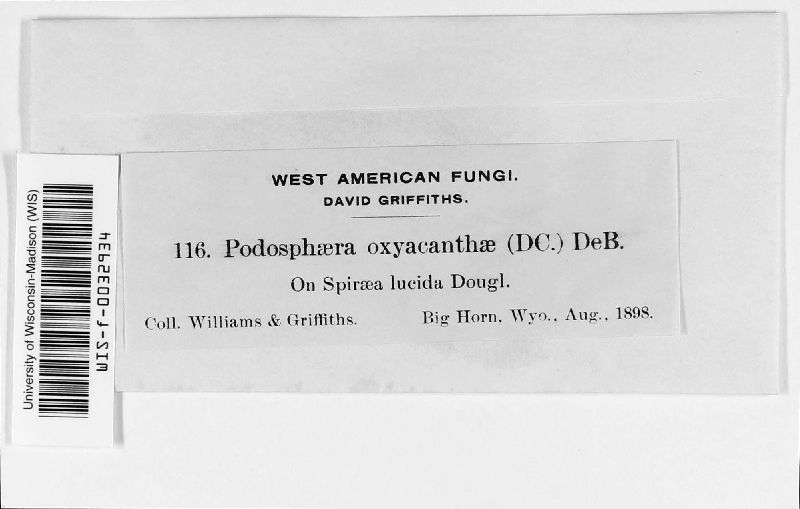 WEST AMERICAN FUNGI.
DAVID GRIFFITHS.
116. Podosphæra oxyacanthæ (DC.) DeB.
On Spiræa lucida Dougl.
Coll. Williams & Griffiths. Big Horn, Wyo., Aug., 1898.
University of Wisconsin-Madison (WIS)
WIS-f-0032934